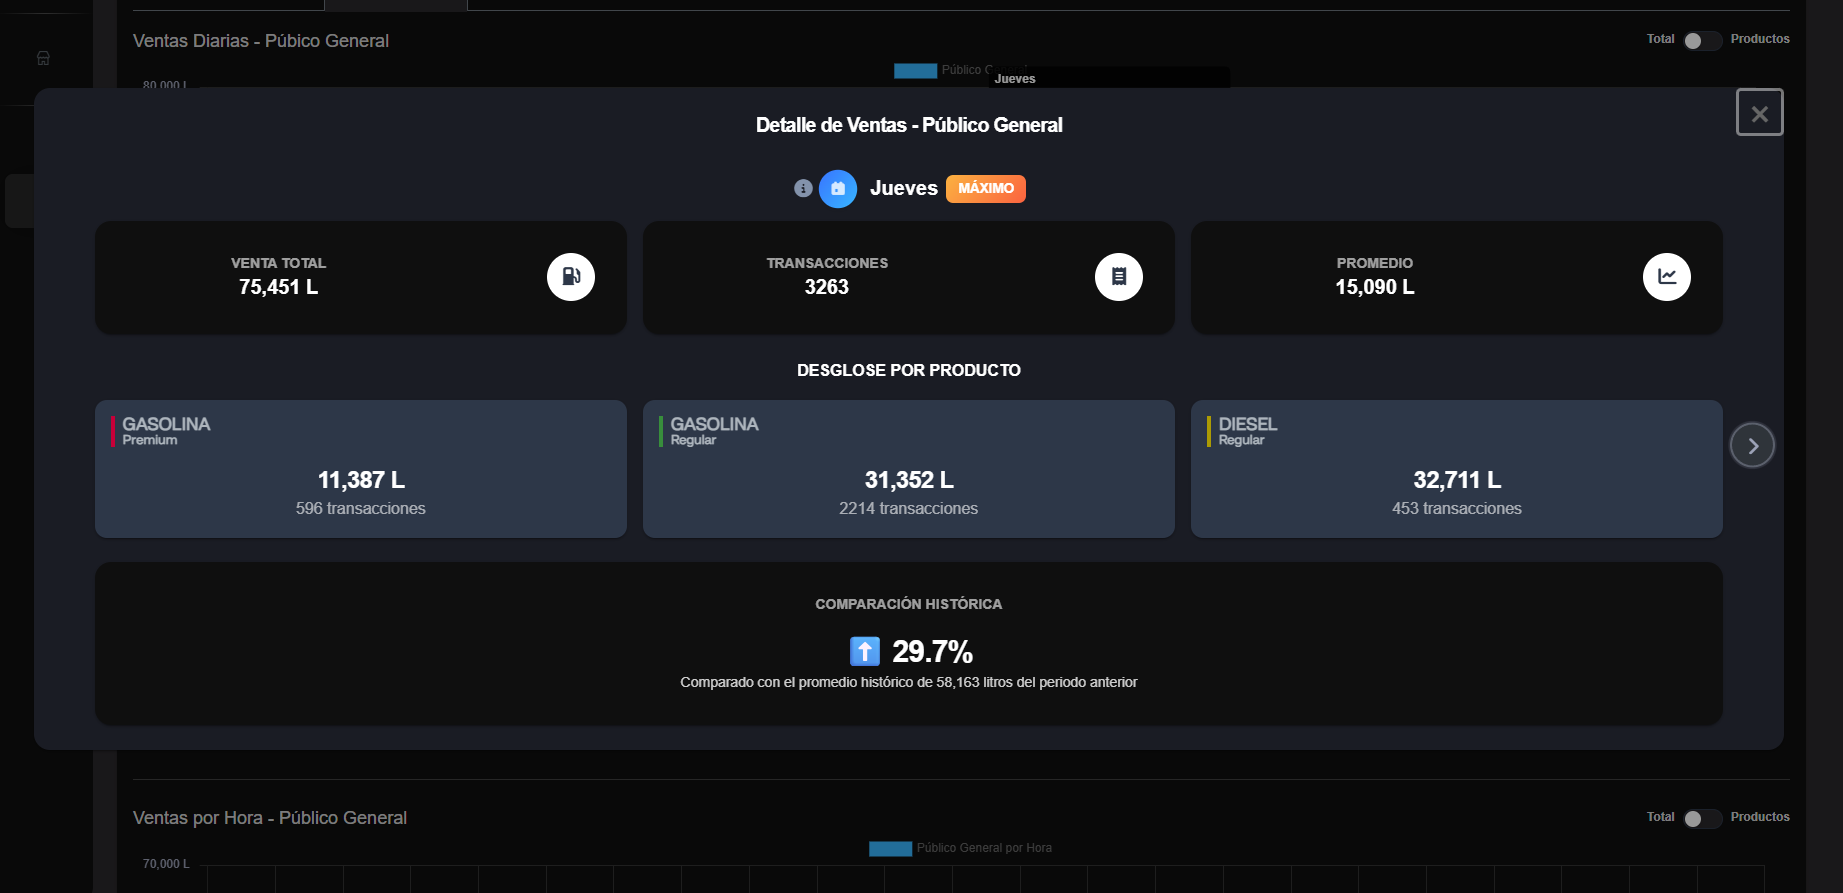 Ventas Diarias - Púbico General
Total
Productos
Público
Jueves
80,000 L
Detalle de Ventas - Público General
Jueves
MÁXIMO
VENTA TOTAL
75,451 L
TRANSACCIONES
3263
PROMEDIO
15,090 L
DESGLOSE POR PRODUCTO
GASOLINA
Premium
11,387 L
596 transacciones
GASOLINA
Regular
31,352 L
2214 transacciones
DIESEL
Regular
32,711 L
453 transacciones
COMPARACIÓN HISTÓRICA
29.7%
Comparado con el promedio histórico de 58,163 litros del periodo anterior
Ventas por Hora - Público General
Total
Productos
Público General por Hora
70,000 L